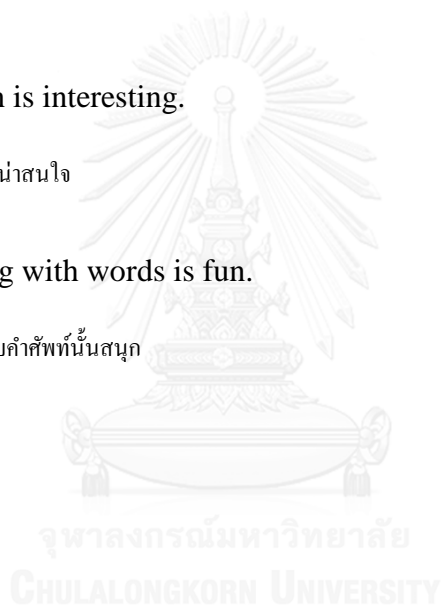 is interesting.
น่าสนใจ
with words is fun.
คำศัพท์นั้นสนุก
จุฬาลงกรณ์มหาวิทยาลัย
CHULALONGKORN UNIVERSITY